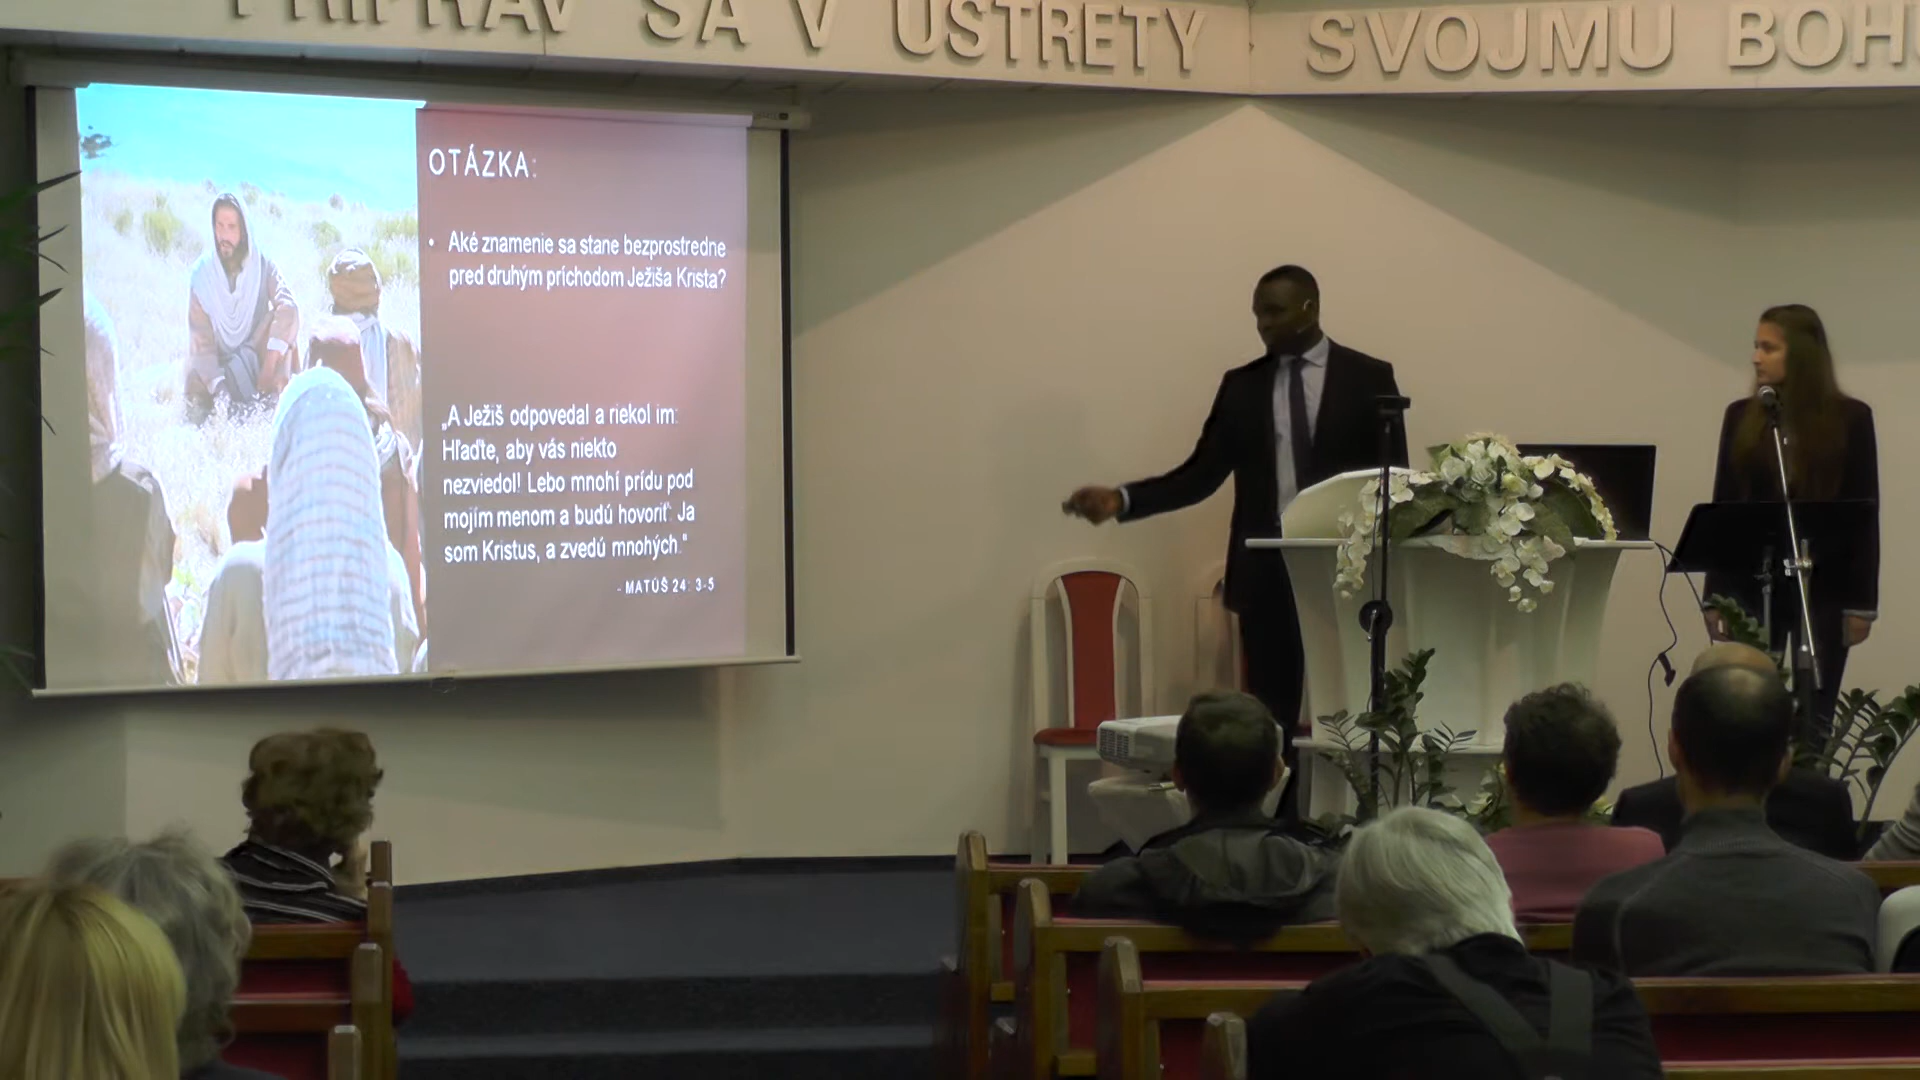 PRIPRAV SA V ÚSTRETY SVOJMU BOHU
OTÁZKA:
• Aké znamenie sa stane bezprostredne
pred druhým príchodom Ježiša Krista?
„A Ježiš odpovedal a riekol im:
Hľaďte, aby vás niekto
nezviedol! Lebo mnohí prídu pod
mojím menom a budú hovoriť: Ja
som Kristus, a zvedú mnohých."
- MATÚŠ 24: 3-5